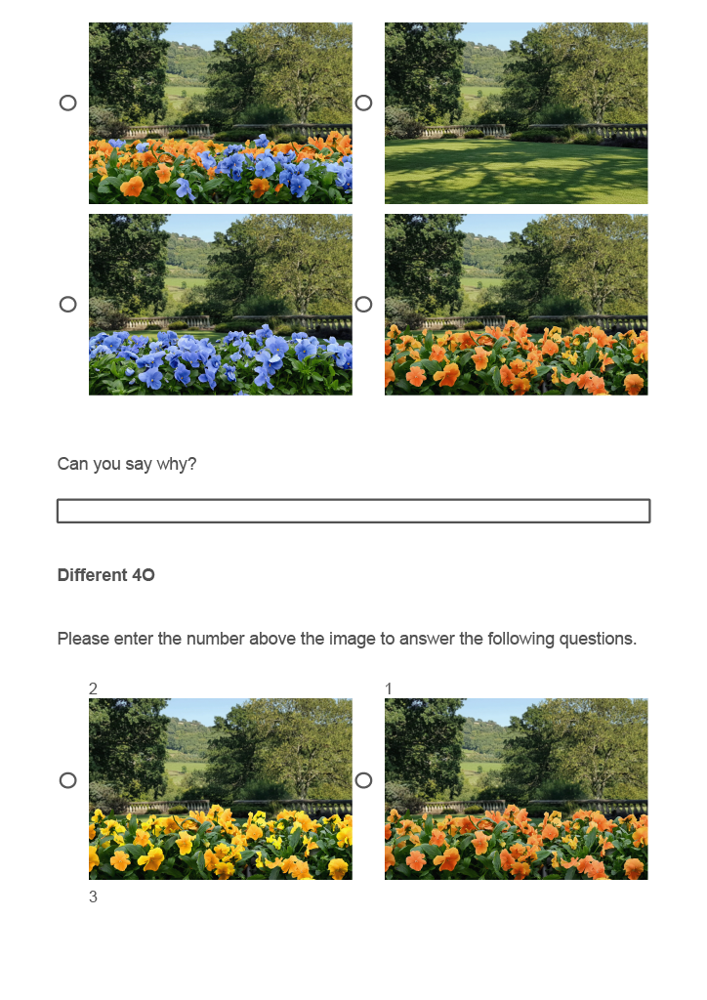 Can you say why?
Different 4O
Please enter the number above the image to answer the following questions.
2
1
3